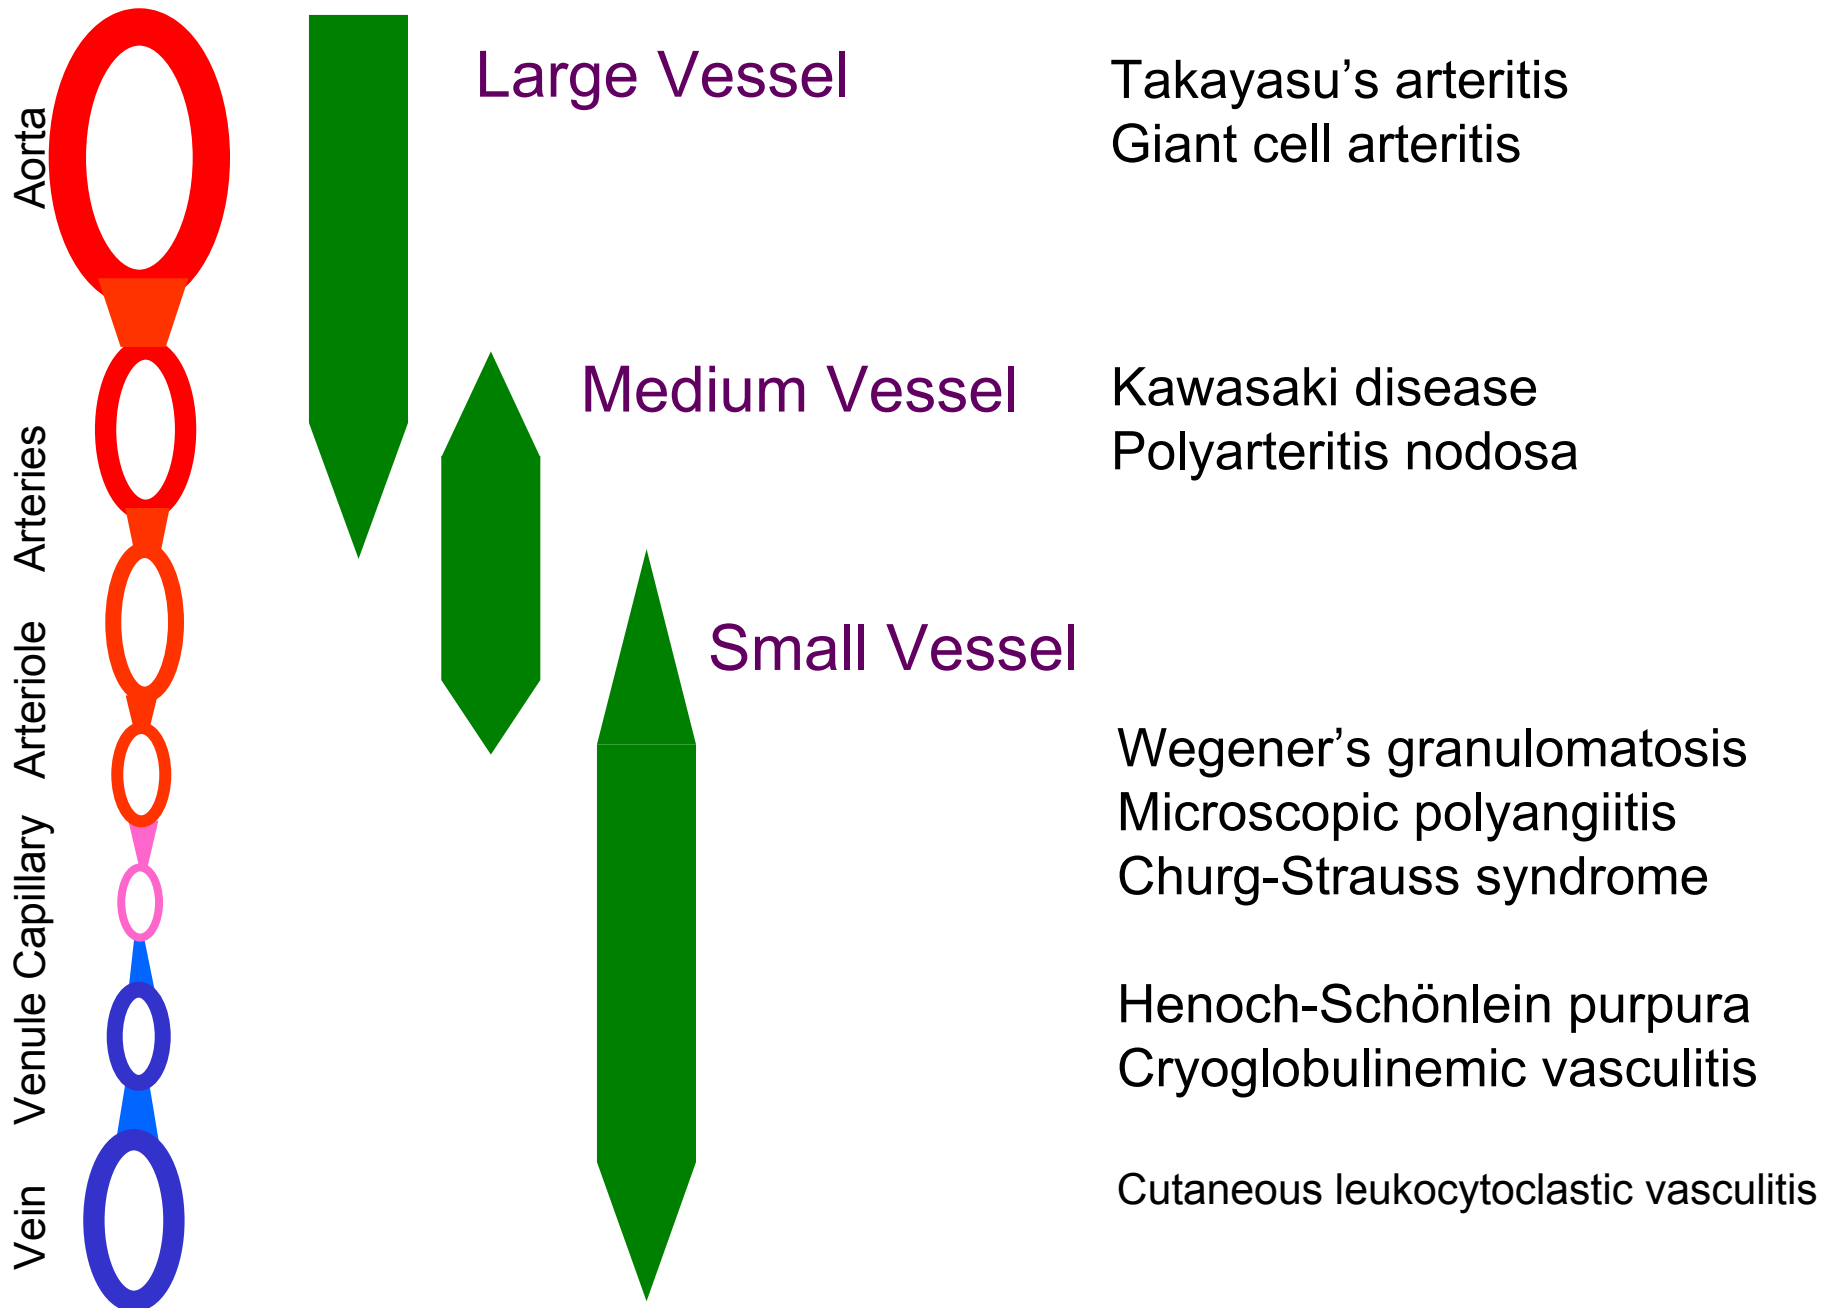 Aorta
Arteries
Arteriole
Capillary
Venule
Vein
Large Vessel
Takayasu’s arteritis
Giant cell arteritis
Medium Vessel
Kawasaki disease
Polyarteritis nodosa
Small Vessel
Wegener’s granulomatosis
Microscopic polyangiitis
Churg-Strauss syndrome
Henoch-Schönlein purpura
Cryoglobulinemic vasculitis
Cutaneous leukocytoclastic vasculitis